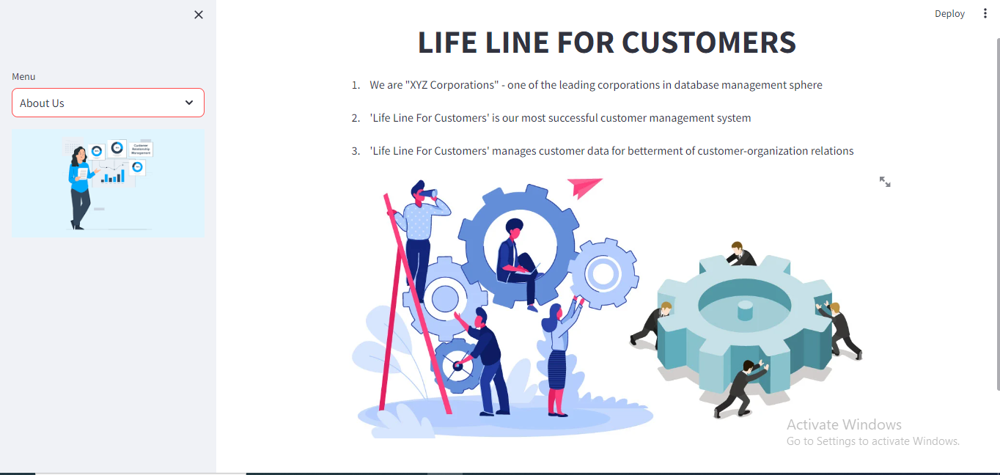 Deploy
Menu
About Us
Customer
Relationship
Management
LIFE LINE FOR CUSTOMERS
1. We are "XYZ Corporations" - one of the leading corporations in database management sphere
2. 'Life Line For Customers' is our most successful customer management system
3. 'Life Line For Customers' manages customer data for betterment of customer-organization relations
Activate Windows
Go to Settings to activate Windows.